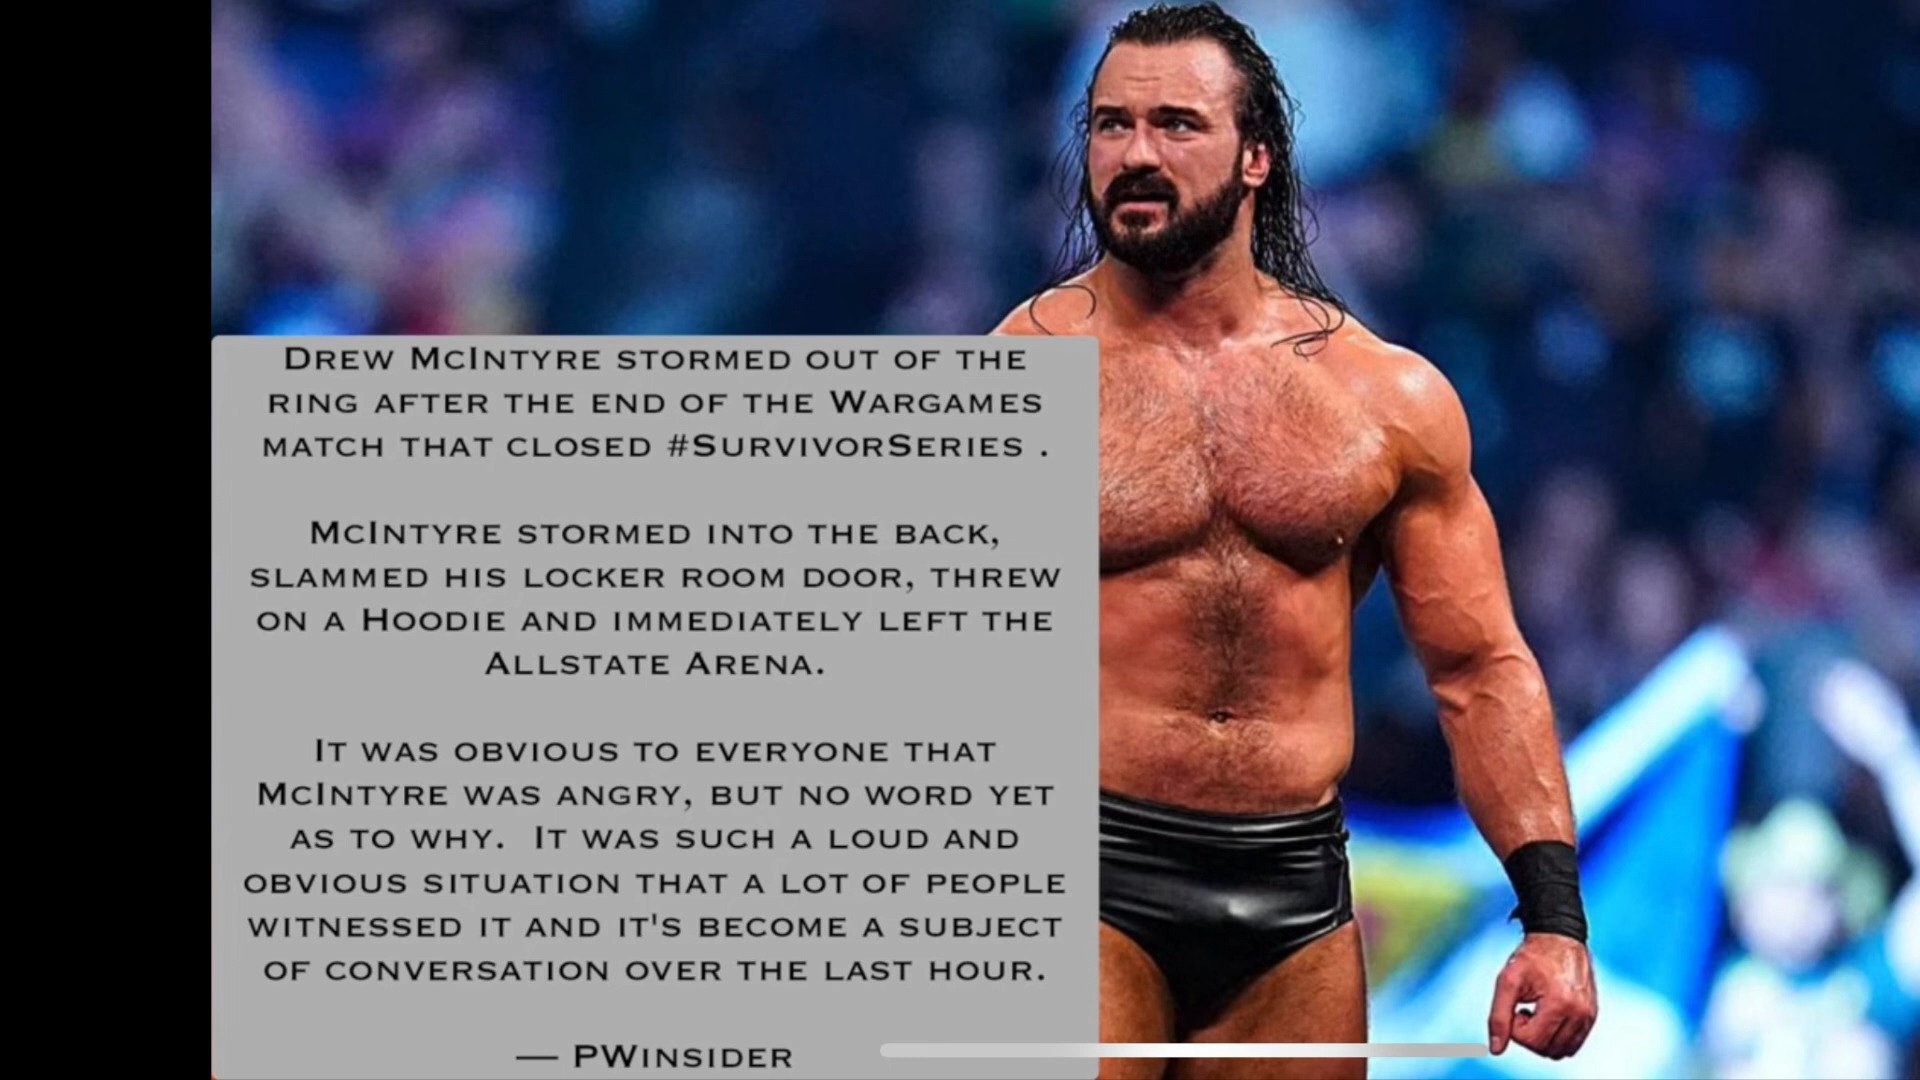 DREW MCINTYRE STORMED OUT OF THE
RING AFTER THE END OF THE WARGAMES
MATCH THAT CLOSED #SURVIVORSERIES .
MCINTYRE STORMED INTO THE BACK,
SLAMMED HIS LOCKER ROOM DOOR, THREW
ON A HOODIE AND IMMEDIATELY LEFT THE
ALLSTATE ARENA.
IT WAS OBVIOUS TO EVERYONE THAT
MCINTYRE WAS ANGRY, BUT NO WORD YET
AS TO WHY.  IT WAS SUCH A LOUD AND
OBVIOUS SITUATION THAT A LOT OF PEOPLE
WITNESSED IT AND IT'S BECOME A SUBJECT
OF CONVERSATION OVER THE LAST HOUR.
— PWINSIDER